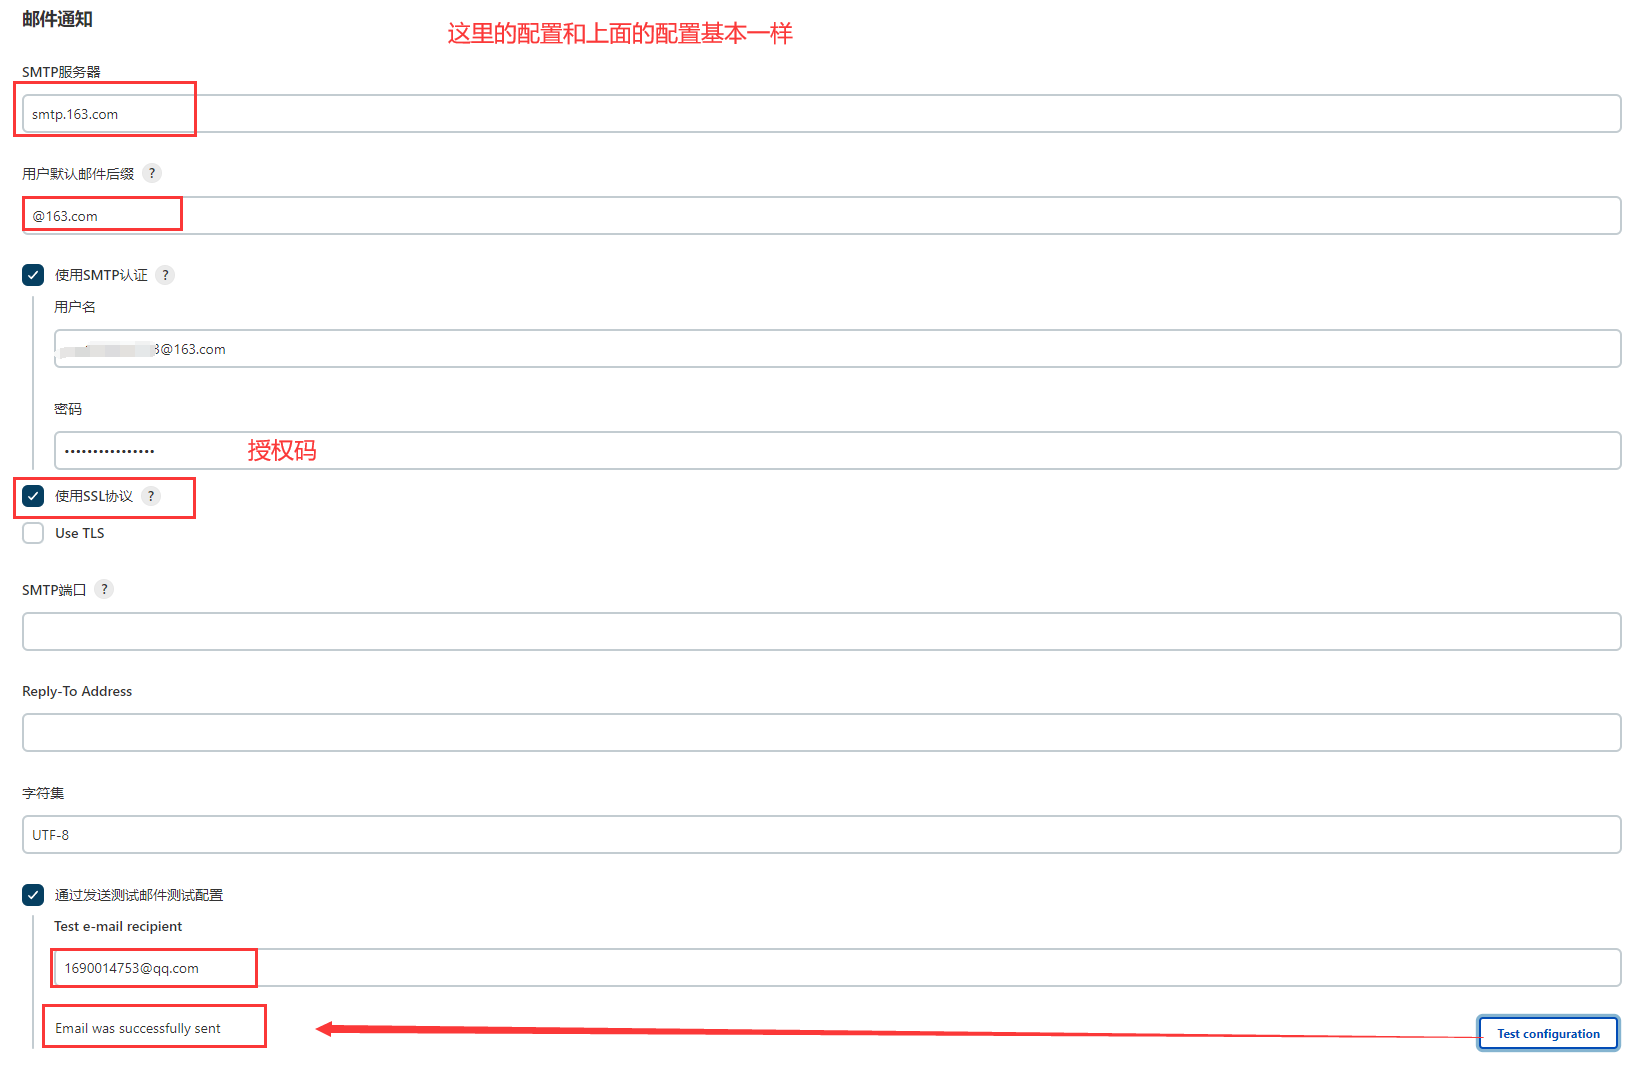 邮件通知
这里的配置和上面的配置基本一样
SMTP服务器
smtp.163.com
用户默认邮件后缀 ?
@163.com
使用SMTP认证 ?
用户名
3@163.com
密码
••••••••••••••••
授权码
使用SSL协议 ?
Use TLS
SMTP端口 ?
Reply-To Address
字符集
UTF-8
通过发送测试邮件测试配置
Test e-mail recipient
1690014753@qq.com
Email was successfully sent
Test configuration